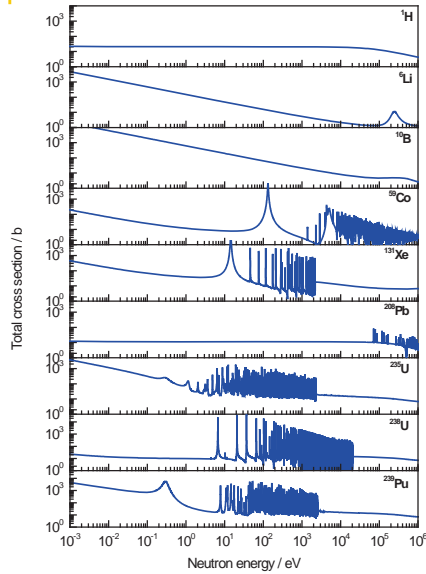 Total cross section / b
10³
10⁰
¹H
10³
10⁰
⁶Li
10³
10⁰
¹⁰B
10³
10⁰
⁵⁹Co
10³
10⁰
¹³¹Xe
10³
10⁰
²⁰⁸Pb
10³
10⁰
²³⁵U
10³
10⁰
²³⁸U
10³
10⁰
²³⁹Pu
10⁻³ 10⁻² 10⁻¹ 10⁰ 10¹ 10² 10³ 10⁴ 10⁵ 10⁶
Neutron energy / eV